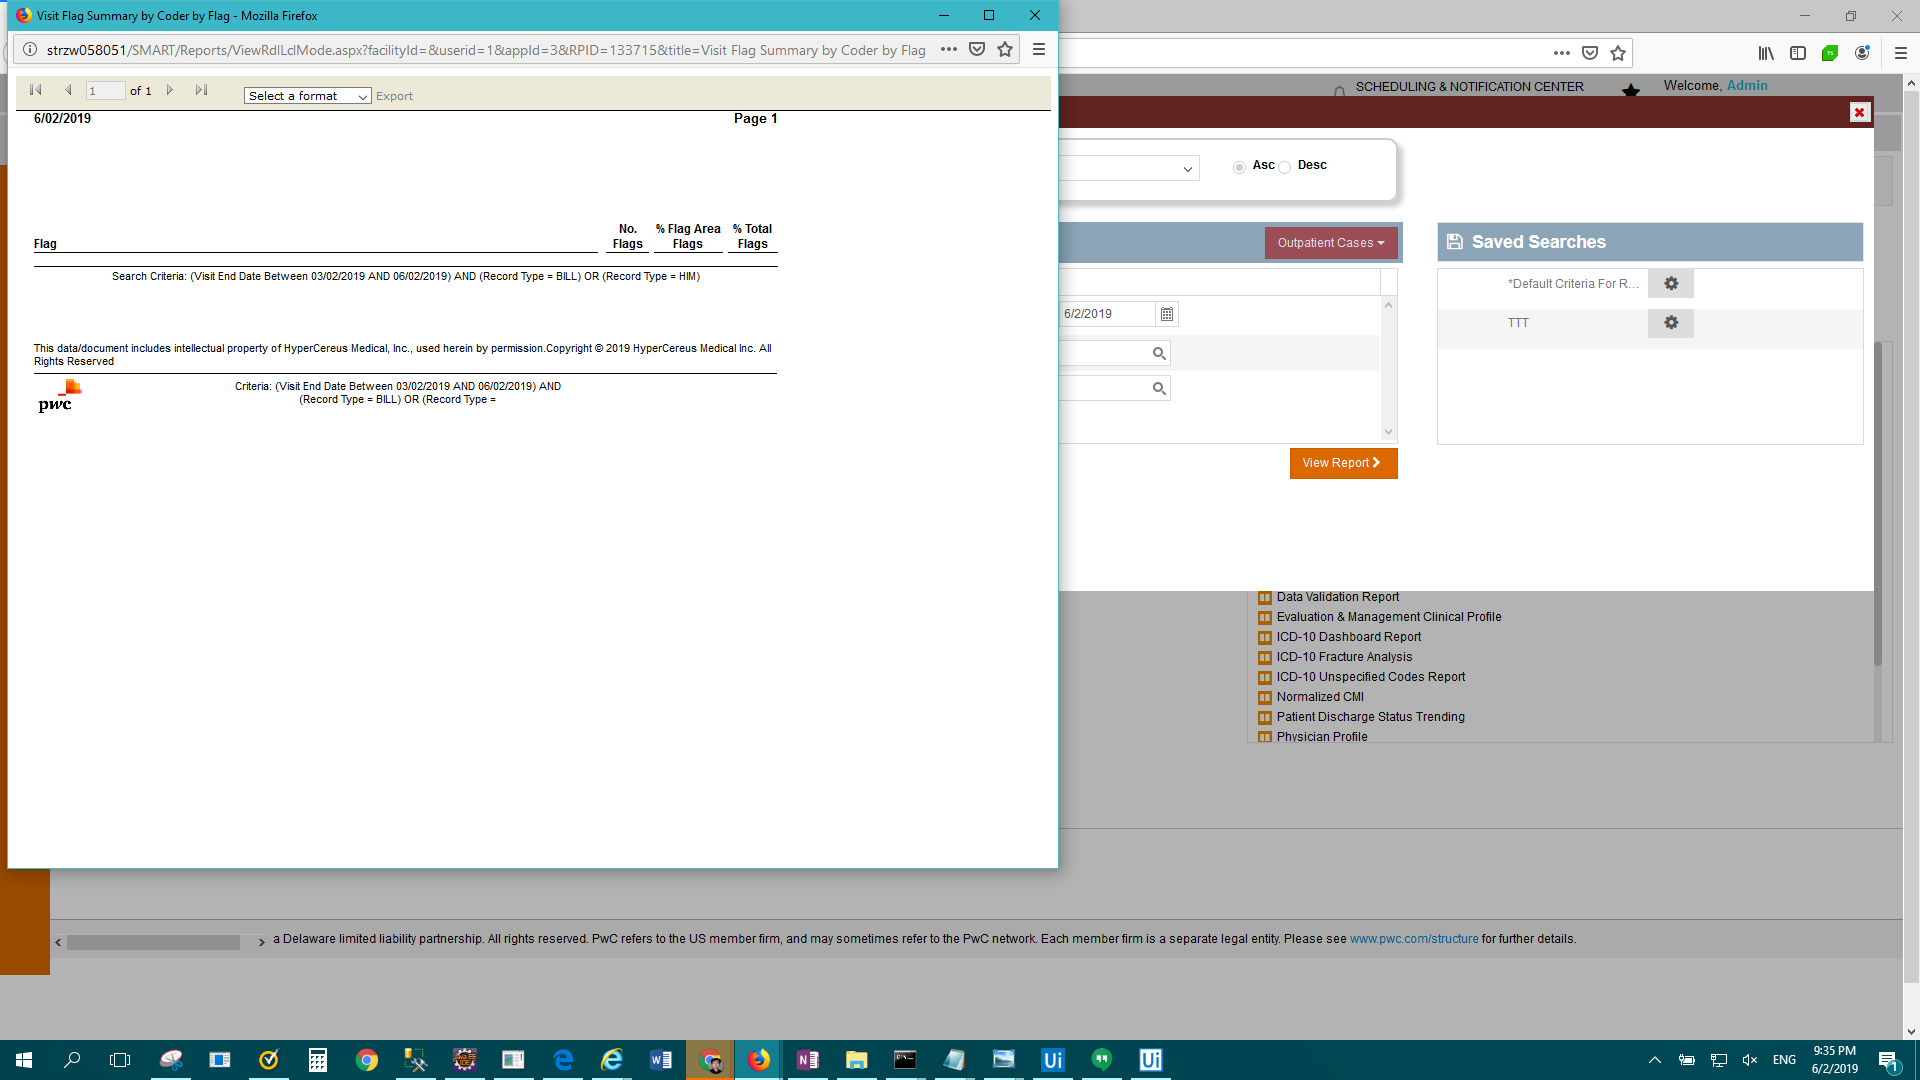 Visit Flag Summary by Coder by Flag - Mozilla Firefox
strzw058051/SMART/Reports/ViewRdlLclMode.aspx?facilityId=&userid=1&appId=3&RPID=133715&title=Visit Flag Summary by Coder by Flag
1 of 1 Select a format Export
6/02/2019 Page 1
Flag No. Flags % Flag Area Flags % Total Flags
Search Criteria: (Visit End Date Between 03/02/2019 AND 06/02/2019) AND (Record Type = BILL) OR (Record Type = HIM)
This data/document includes intellectual property of HyperCereus Medical, Inc., used herein by permission.Copyright © 2019 HyperCereus Medical Inc. All
Rights Reserved
pwc
Criteria: (Visit End Date Between 03/02/2019 AND 06/02/2019) AND
(Record Type = BILL) OR (Record Type =
SCHEDULING & NOTIFICATION CENTER
Welcome, Admin
Asc Desc
Outpatient Cases
6/2/2019
View Report
Saved Searches
*Default Criteria For R...
TTT
Data Validation Report
Evaluation & Management Clinical Profile
ICD-10 Dashboard Report
ICD-10 Fracture Analysis
ICD-10 Unspecified Codes Report
Normalized CMI
Patient Discharge Status Trending
Physician Profile
a Delaware limited liability partnership. All rights reserved. PwC refers to the US member firm, and may sometimes refer to the PwC network. Each member firm is a separate legal entity. Please see www.pwc.com/structure for further details.
ENG
9:35 PM
6/2/2019
1